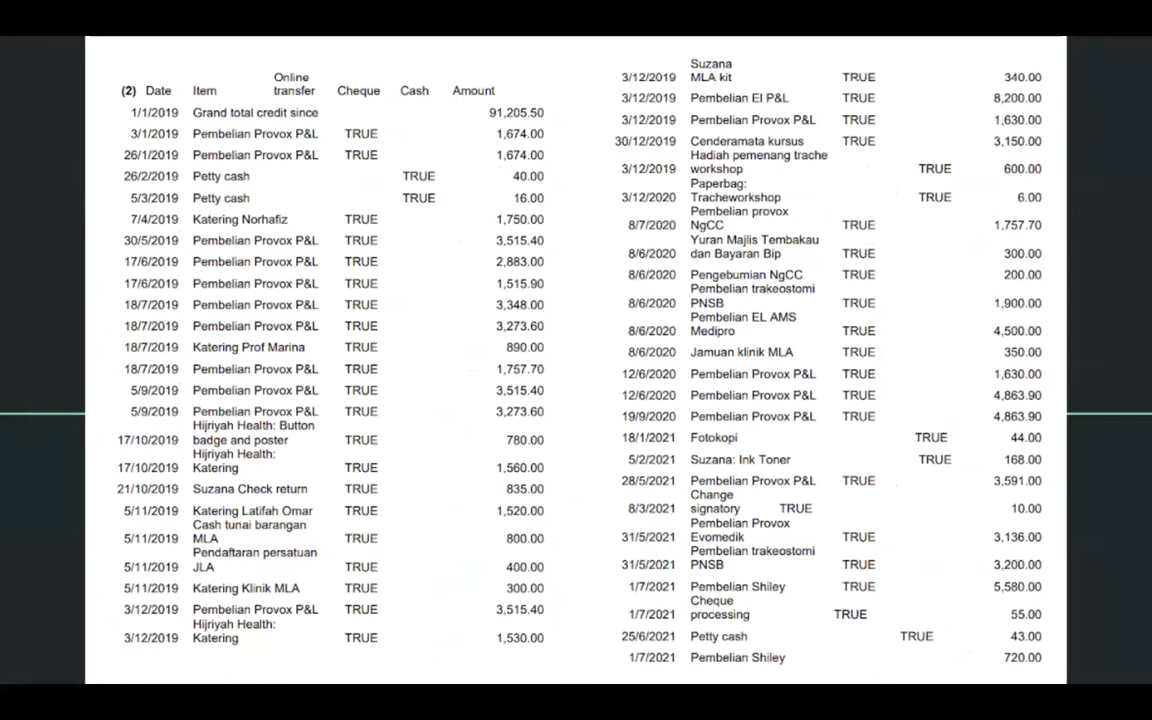 Online
(2) Date Item transfer Cheque Cash Amount
1/1/2019 Grand total credit since 91,205.50
3/1/2019 Pembelian Provox P&L TRUE 1,674.00
26/1/2019 Pembelian Provox P&L TRUE 1,674.00
26/2/2019 Petty cash TRUE 40.00
5/3/2019 Petty cash TRUE 16.00
7/4/2019 Katering Norhafiz TRUE 1,750.00
30/5/2019 Pembelian Provox P&L TRUE 3,515.40
17/6/2019 Pembelian Provox P&L TRUE 2,883.00
17/6/2019 Pembelian Provox P&L TRUE 1,515.90
18/7/2019 Pembelian Provox P&L TRUE 3,348.00
18/7/2019 Pembelian Provox P&L TRUE 3,273.60
18/7/2019 Katering Prof Marina TRUE 890.00
18/7/2019 Pembelian Provox P&L TRUE 1,757.70
5/9/2019 Pembelian Provox P&L TRUE 3,515.40
5/9/2019 Pembelian Provox P&L TRUE 3,273.60
Hijriyah Health: Button
17/10/2019 badge and poster TRUE 780.00
Hijriyah Health:
17/10/2019 Katering TRUE 1,560.00
21/10/2019 Suzana Check return TRUE 835.00
5/11/2019 Katering Latifah Omar TRUE 1,520.00
Cash tunai barangan
5/11/2019 MLA TRUE 800.00
Pendaftaran persatuan
5/11/2019 JLA TRUE 400.00
5/11/2019 Katering Klinik MLA TRUE 300.00
3/12/2019 Pembelian Provox P&L TRUE 3,515.40
Hijriyah Health:
3/12/2019 Katering TRUE 1,530.00
Suzana
3/12/2019 MLA kit TRUE 340.00
3/12/2019 Pembelian El P&L TRUE 8,200.00
3/12/2019 Pembelian Provox P&L TRUE 1,630.00
30/12/2019 Cenderamata kursus TRUE 3,150.00
Hadiah pemenang trache
3/12/2019 workshop TRUE 600.00
Paperbag:
3/12/2020 Tracheworkshop TRUE 6.00
Pembelian provox
8/7/2020 NgCC TRUE 1,757.70
Yuran Majlis Tembakau
8/6/2020 dan Bayaran Bip TRUE 300.00
8/6/2020 Pengebumian NgCC TRUE 200.00
Pembelian trakeostomi
8/6/2020 PNSB TRUE 1,900.00
Pembelian EL AMS
8/6/2020 Medipro TRUE 4,500.00
8/6/2020 Jamuan klinik MLA TRUE 350.00
12/6/2020 Pembelian Provox P&L TRUE 1,630.00
12/6/2020 Pembelian Provox P&L TRUE 4,863.90
19/9/2020 Pembelian Provox P&L TRUE 4,863.90
18/1/2021 Fotokopi TRUE 44.00
5/2/2021 Suzana: Ink Toner TRUE 168.00
28/5/2021 Pembelian Provox P&L TRUE 3,591.00
Change
8/3/2021 signatory TRUE 10.00
Pembelian Provox
31/5/2021 Evomedik TRUE 3,136.00
Pembelian trakeostomi
31/5/2021 PNSB TRUE 3,200.00
1/7/2021 Pembelian Shiley TRUE 5,580.00
Cheque
1/7/2021 processing TRUE 55.00
25/6/2021 Petty cash TRUE 43.00
1/7/2021 Pembelian Shiley 720.00